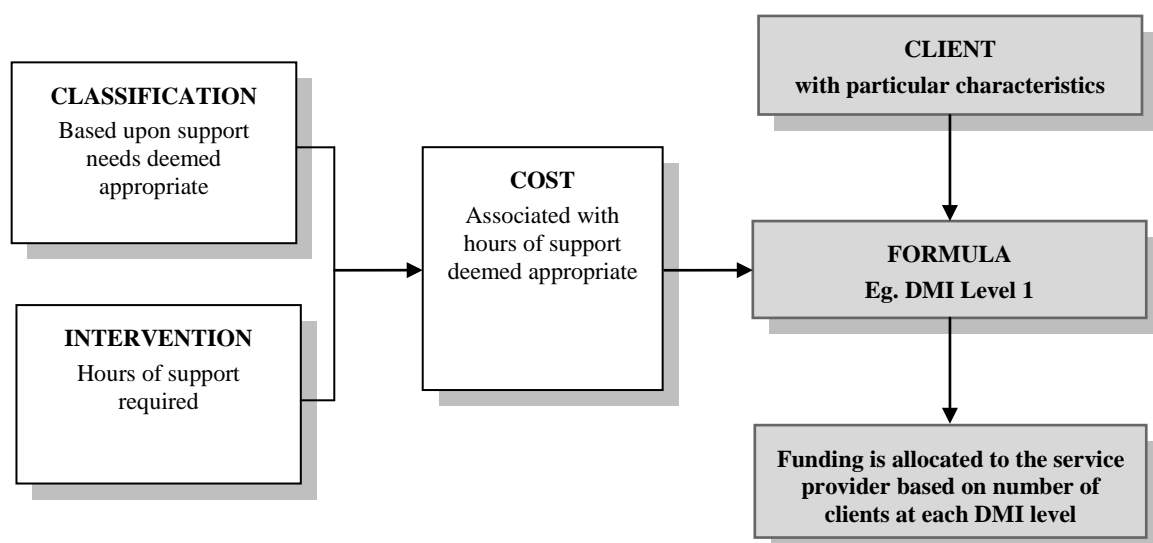 CLASSIFICATION
Based upon support
needs deemed
appropriate
INTERVENTION
Hours of support
required
COST
Associated with
hours of support
deemed appropriate
CLIENT
with particular characteristics
FORMULA
Eg. DMI Level 1
Funding is allocated to the service
provider based on number of
clients at each DMI level